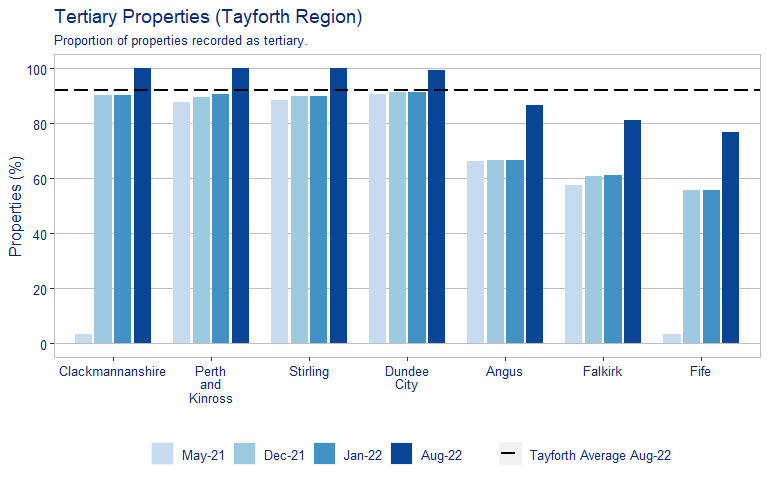 Tertiary Properties (Tayforth Region)
Proportion of properties recorded as tertiary.
Properties (%)
100
80
60
40
20
0
Clackmannanshire
Perth
and
Kinross
Stirling
Dundee
City
Angus
Falkirk
Fife
May-21 Dec-21 Jan-22 Aug-22 Tayforth Average Aug-22